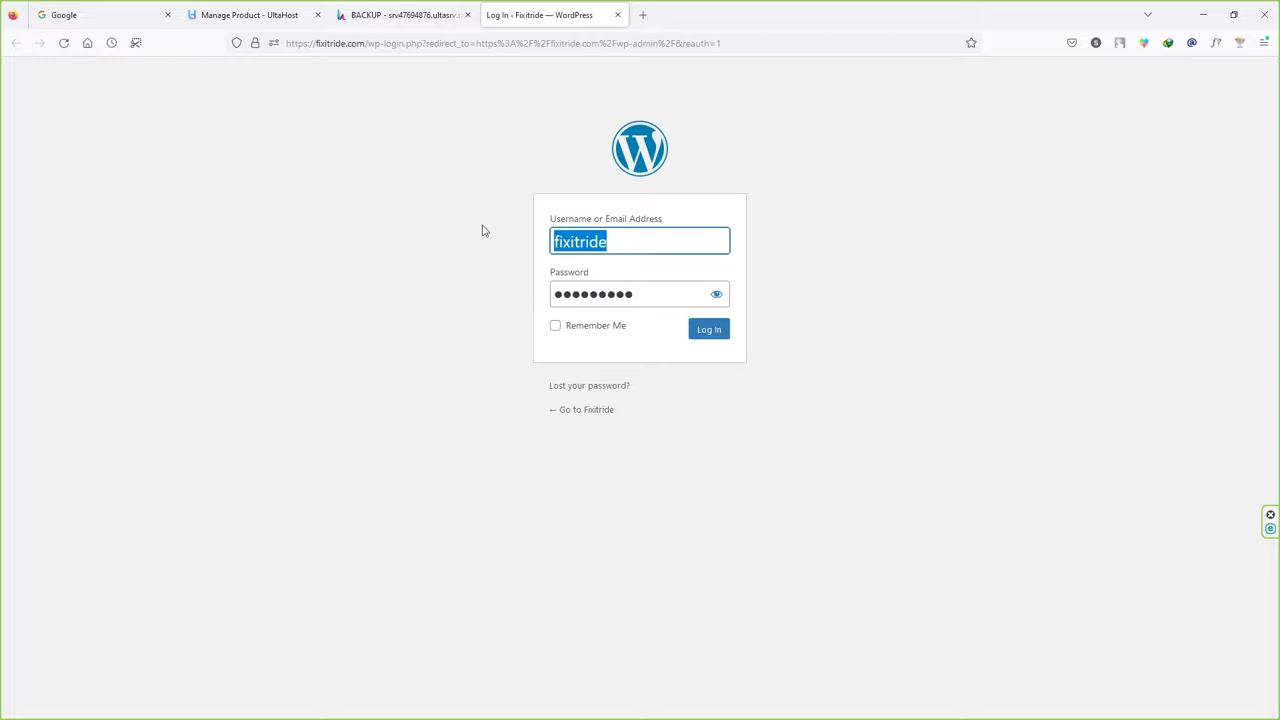 Google
Manage Product - UltaHost
BACKUP - srv47694876.ultasrv.n
Log In ‹ Fixitride — WordPress
https://fixitride.com/wp-login.php?redirect_to=https%3A%2F%2Ffixitride.com%2Fwp-admin%2F&reauth=1
Username or Email Address
fixitride
Password
Remember Me
Log In
Lost your password?
← Go to Fixitride